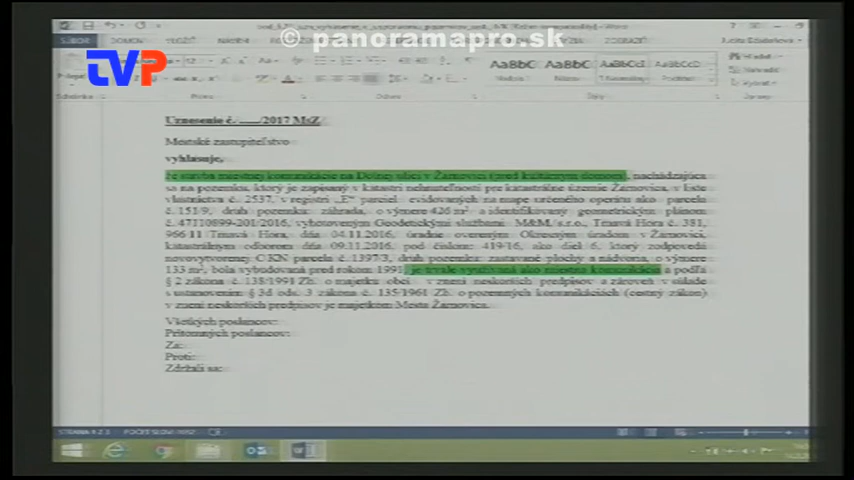 © panoramapro.sk
tvP
SÚBOR
AaBbC AaBbC AaBbCcI AaBbCcI
Uznesenie č. ...../2017 MsZ
Mestské zastupiteľstvo
vyhlasuje,
že stavba miestnej komunikácie na Dolnej ulici v Žarnovici (pred kultúrnym domom), nachádzajúca
sa na pozemku, ktorý je zapísaný v katastri nehnuteľností pre katastrálne územie Žarnovica, v liste
vlastníctva č. 2537, v registri „E" parciel evidovaných na mape určeného operátu ako parcela
č. 151/9, druh pozemku: záhrada, o výmere 426 m² a identifikovaný geometrickým plánom
č. 47110899-201/2016, vyhotoveným Geodetickými službami M&M, s.r.o., Trnavá Hora č. 381,
966 11 Trnavá Hora, dňa 04.11.2016, úradne overeným Okresným úradom v Žarnovici,
katastrálnym odborom dňa 09.11.2016, pod číslom: 419/16, ako diel 6, ktorý zodpovedá
novovytvorenej C KN parcele č. 1397/3, druh pozemku: zastavané plochy a nádvoria, o výmere
133 m², bola vybudovaná pred rokom 1991, je trvale využívaná ako miestna komunikácia a podľa
§ 2 zákona č. 138/1991 Zb. o majetku obcí v znení neskorších predpisov a zároveň v súlade
s ustanovením § 3d ods. 3 zákona č. 135/1961 Zb. o pozemných komunikáciách (cestný zákon)
v znení neskorších predpisov je majetkom Mesta Žarnovica.
Všetkých poslancov:
Prítomných poslancov:
Za:
Proti:
Zdržali sa: